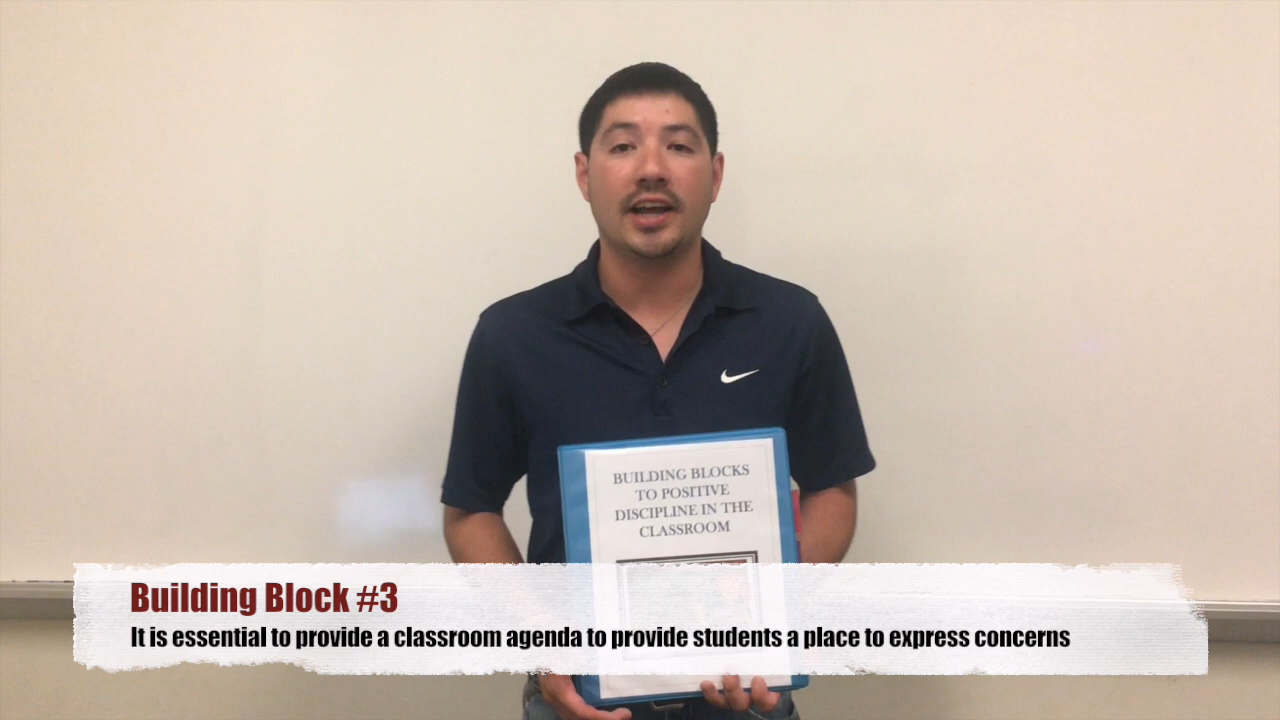 BUILDING BLOCKS
TO POSITIVE
DISCIPLINE IN THE
CLASSROOM
Building Block #3
It is essential to provide a classroom agenda to provide students a place to express concerns